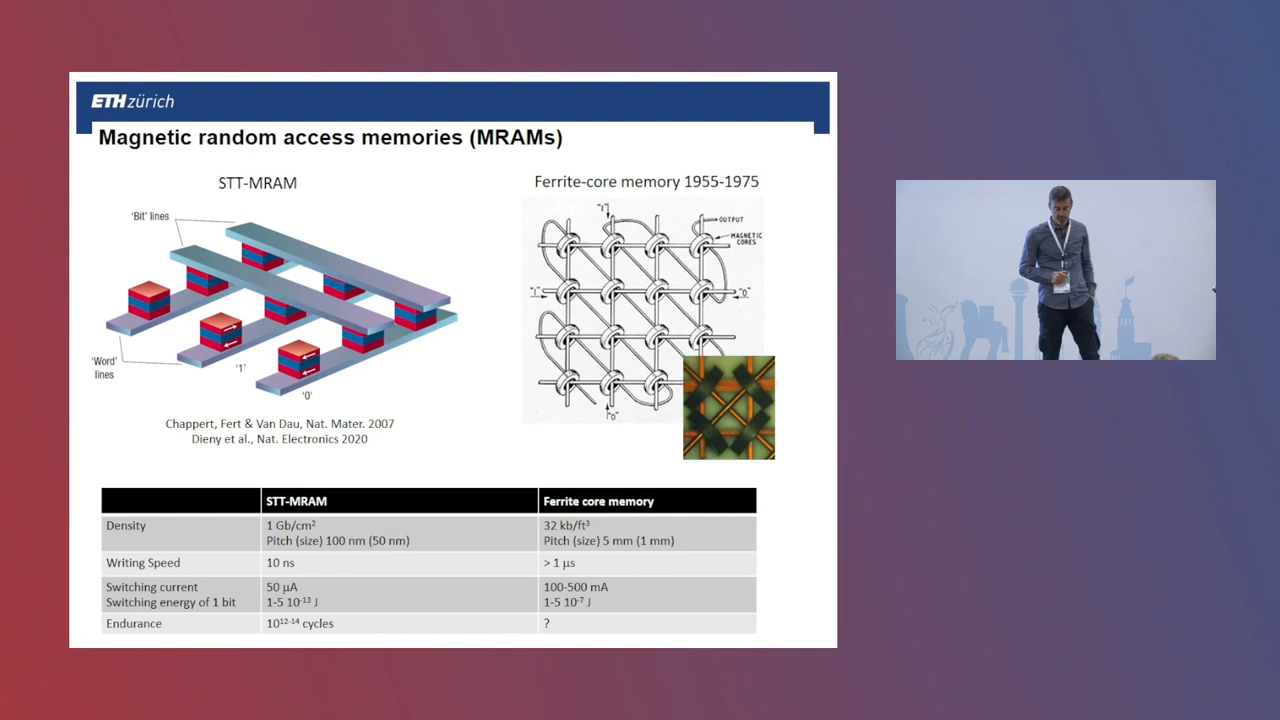 ETH zürich
Magnetic random access memories (MRAMs)
STT-MRAM
'Bit' lines
'Word'
lines
'1'
'0'
Chappert, Fert & Van Dau, Nat. Mater. 2007
Dieny et al., Nat. Electronics 2020
Ferrite-core memory 1955-1975
"1"
OUTPUT
MAGNETIC
CORES
"1"
"0"
"0"
STT-MRAM
Ferrite core memory
Density
1 Gb/cm²
Pitch (size) 100 nm (50 nm)
32 kb/ft³
Pitch (size) 5 mm (1 mm)
Writing Speed
10 ns
> 1 µs
Switching current
Switching energy of 1 bit
50 µA
1-5 10⁻¹³ J
100-500 mA
1-5 10⁻⁷ J
Endurance
10¹²⁻¹⁴ cycles
?